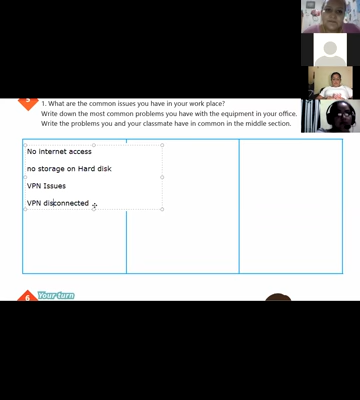 5
1. What are the common issues you have in your work place?
Write down the most common problems you have with the equipment in your office,
Write the problems you and your classmate have in common in the middle section.
No internet access
no storage on Hard disk
VPN Issues
VPN disconnected
6 Your turn